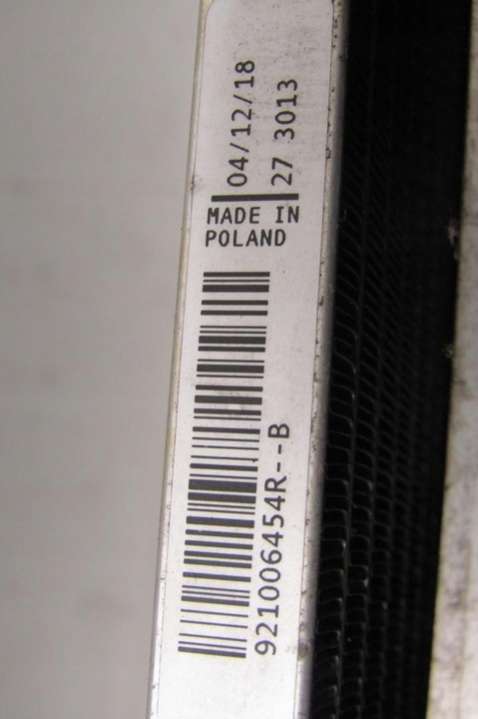 04/12/18
27 3013
MADE IN
POLAND
921006454R--B